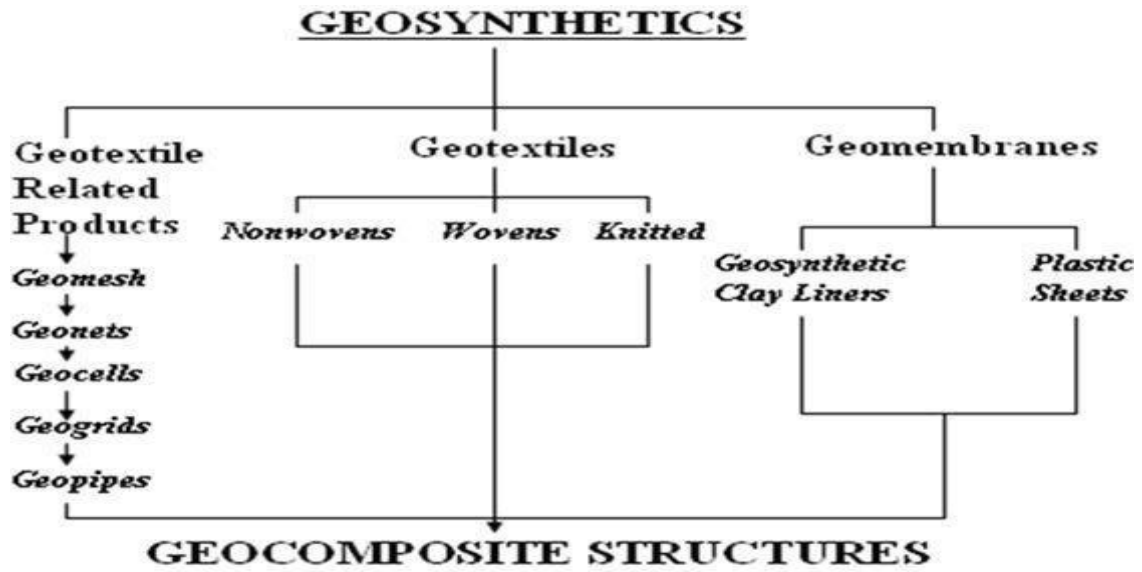 GEOSYNTHETICS
Geotextile
Related
Products
Geotextiles
Geomembranes
Nonwovens
Wovens
Knitted
Geosynthetic
Clay Liners
Plastic
Sheets
Geomesh
Geonets
Geocells
Geogrids
Geopipes
GEOCOMPOSITE STRUCTURES